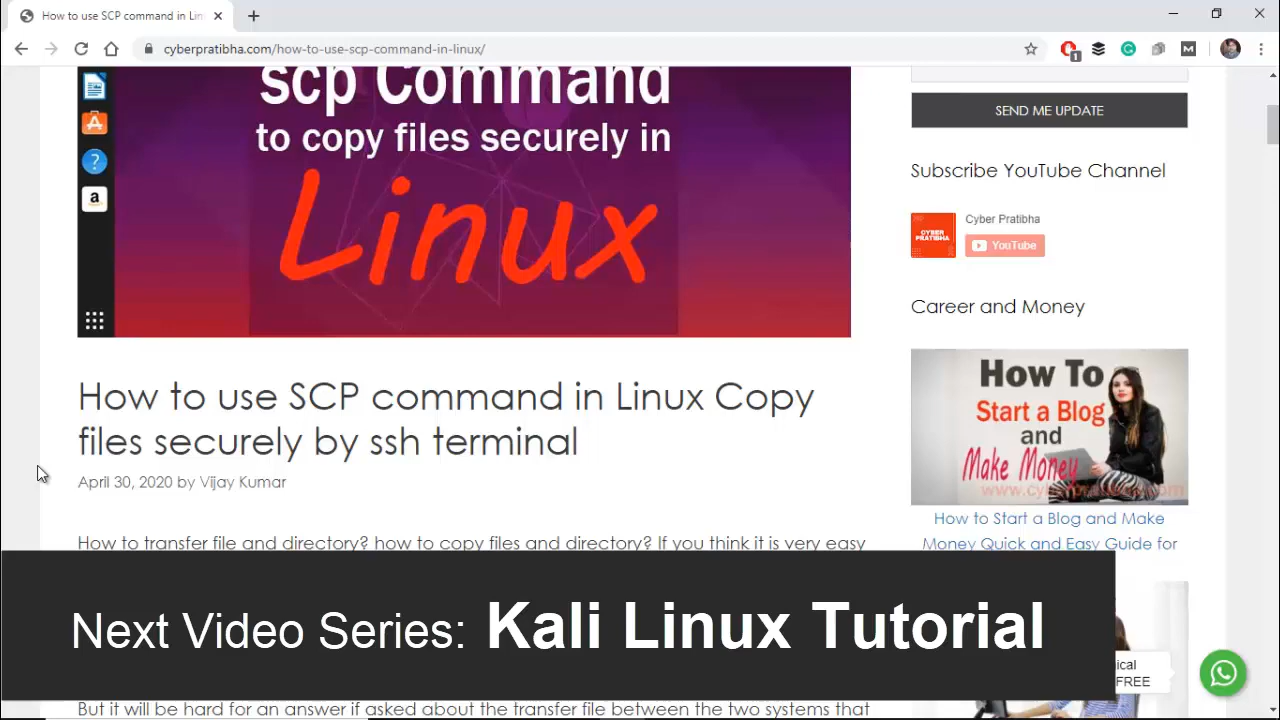 How to use SCP command in Lin
cyberpratibha.com/how-to-use-scp-command-in-linux/
1
M
scp Command
to copy files securely in
Linux
?
a
How to use SCP command in Linux Copy
files securely by ssh terminal
April 30, 2020 by Vijay Kumar
How to transfer file and directory? how to copy files and directory? If you think it is very easy
But it will be hard for an answer if asked about the transfer file between the two systems that
SEND ME UPDATE
Subscribe YouTube Channel
CYBER
PRATIBHA
Cyber Pratibha
YouTube
Career and Money
How To
Start a Blog
and
Make Money
How to Start a Blog and Make
Money Quick and Easy Guide for
ical
FREE
Next Video Series: Kali Linux Tutorial